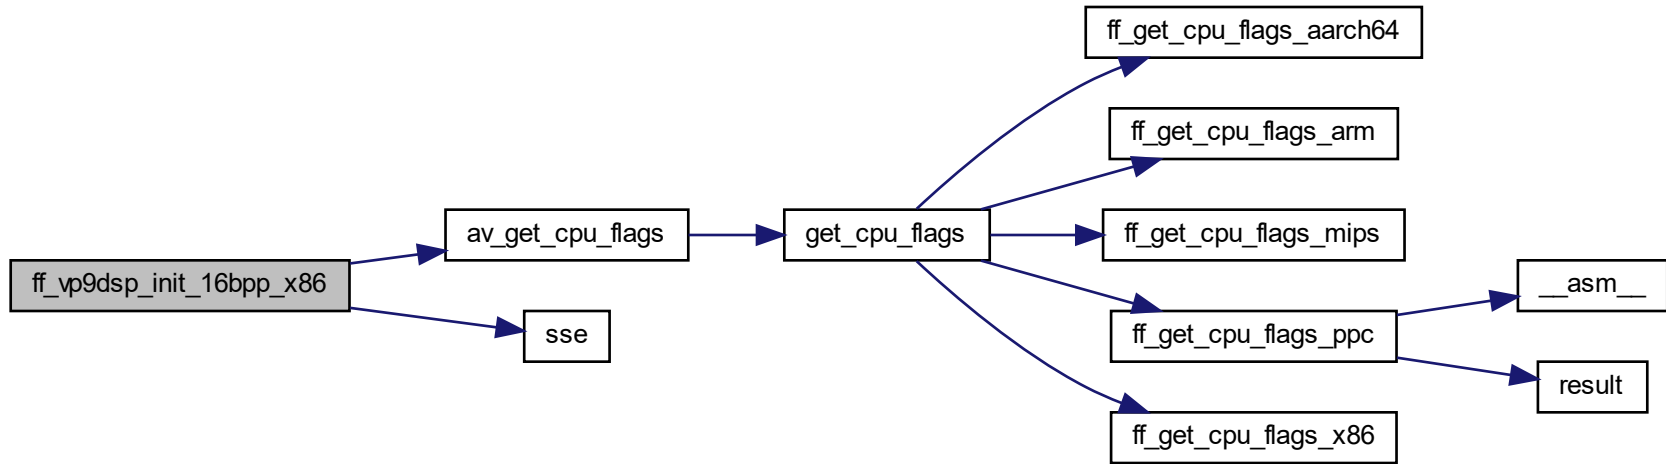 ff_vp9dsp_init_16bpp_x86
av_get_cpu_flags
sse
get_cpu_flags
ff_get_cpu_flags_aarch64
ff_get_cpu_flags_arm
ff_get_cpu_flags_mips
ff_get_cpu_flags_ppc
ff_get_cpu_flags_x86
__asm__
result